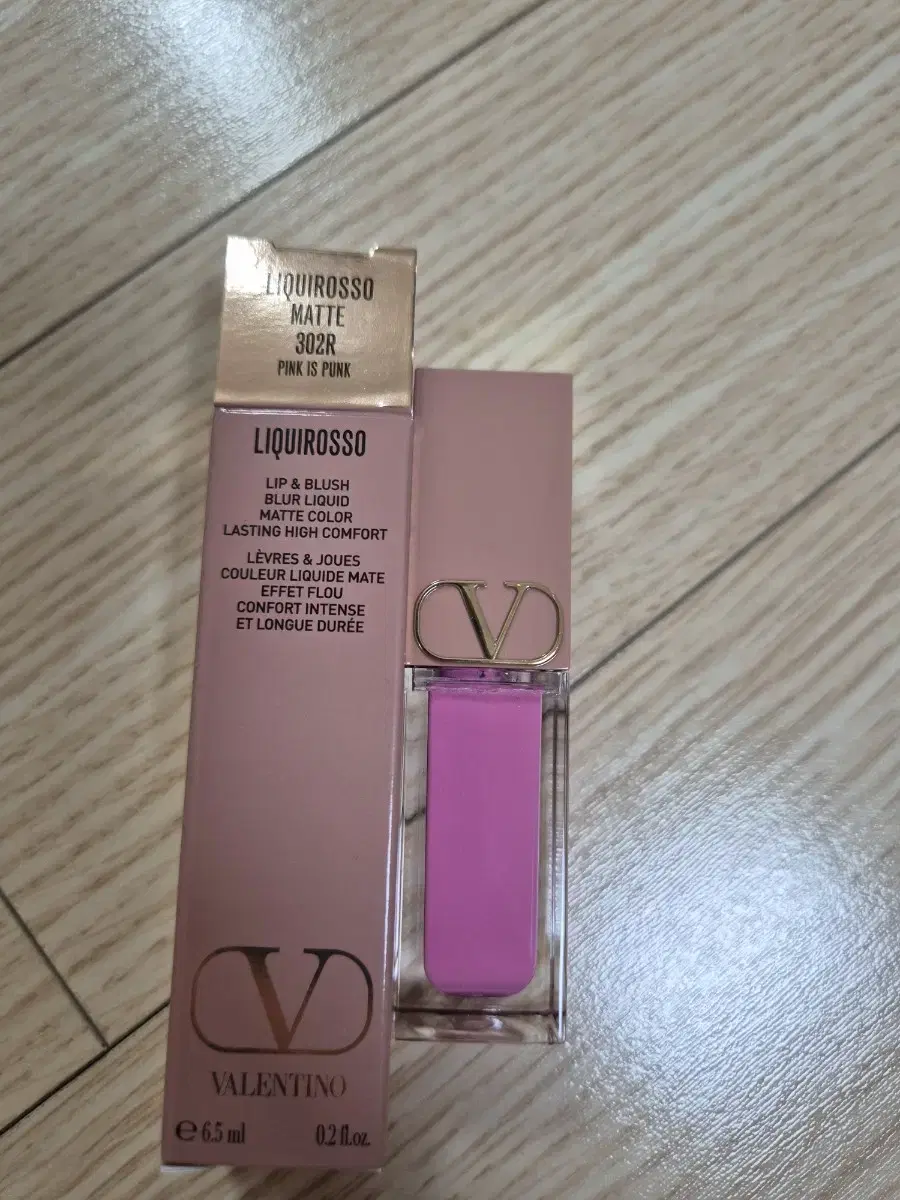 LIQUIROSSO
MATTE
302R
PINK IS PUNK
LIQUIROSSO
LIP & BLUSH
BLUR LIQUID
MATTE COLOR
LASTING HIGH COMFORT
LÈVRES & JOUES
COULEUR LIQUIDE MATE
EFFET FLOU
CONFORT INTENSE
ET LONGUE DURÉE
V
V
VALENTINO
℮ 6.5 ml 0.2 fl.oz.